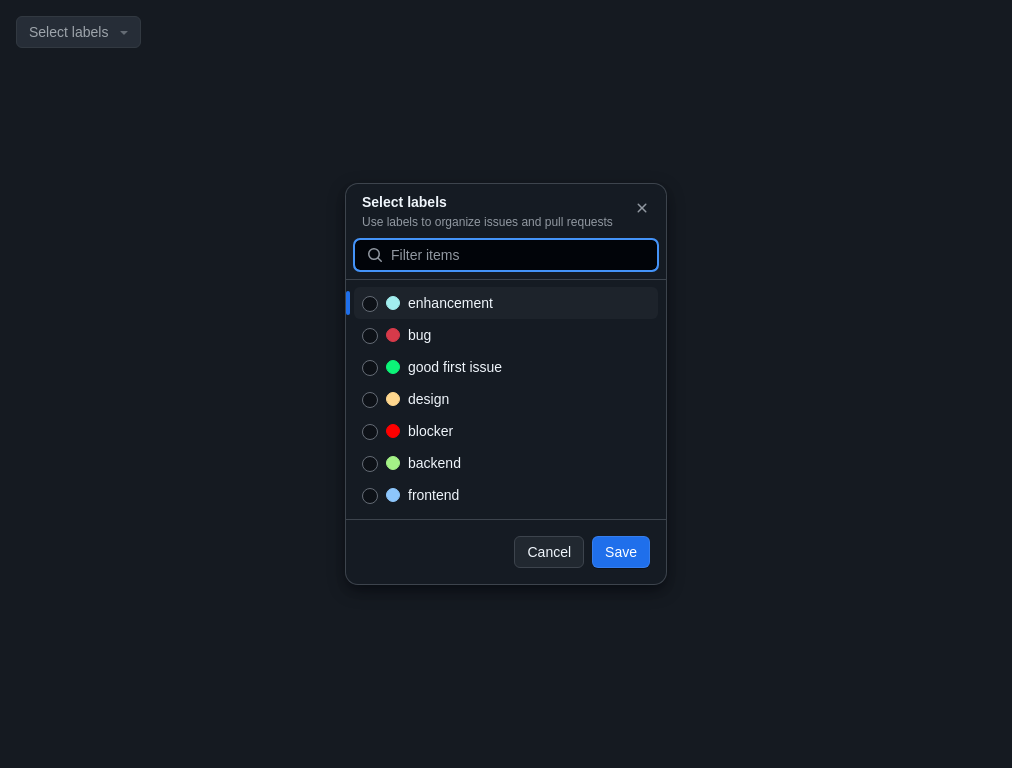 Select labels
Select labels
Use labels to organize issues and pull requests
Filter items
enhancement
bug
good first issue
design
blocker
backend
frontend
Cancel Save